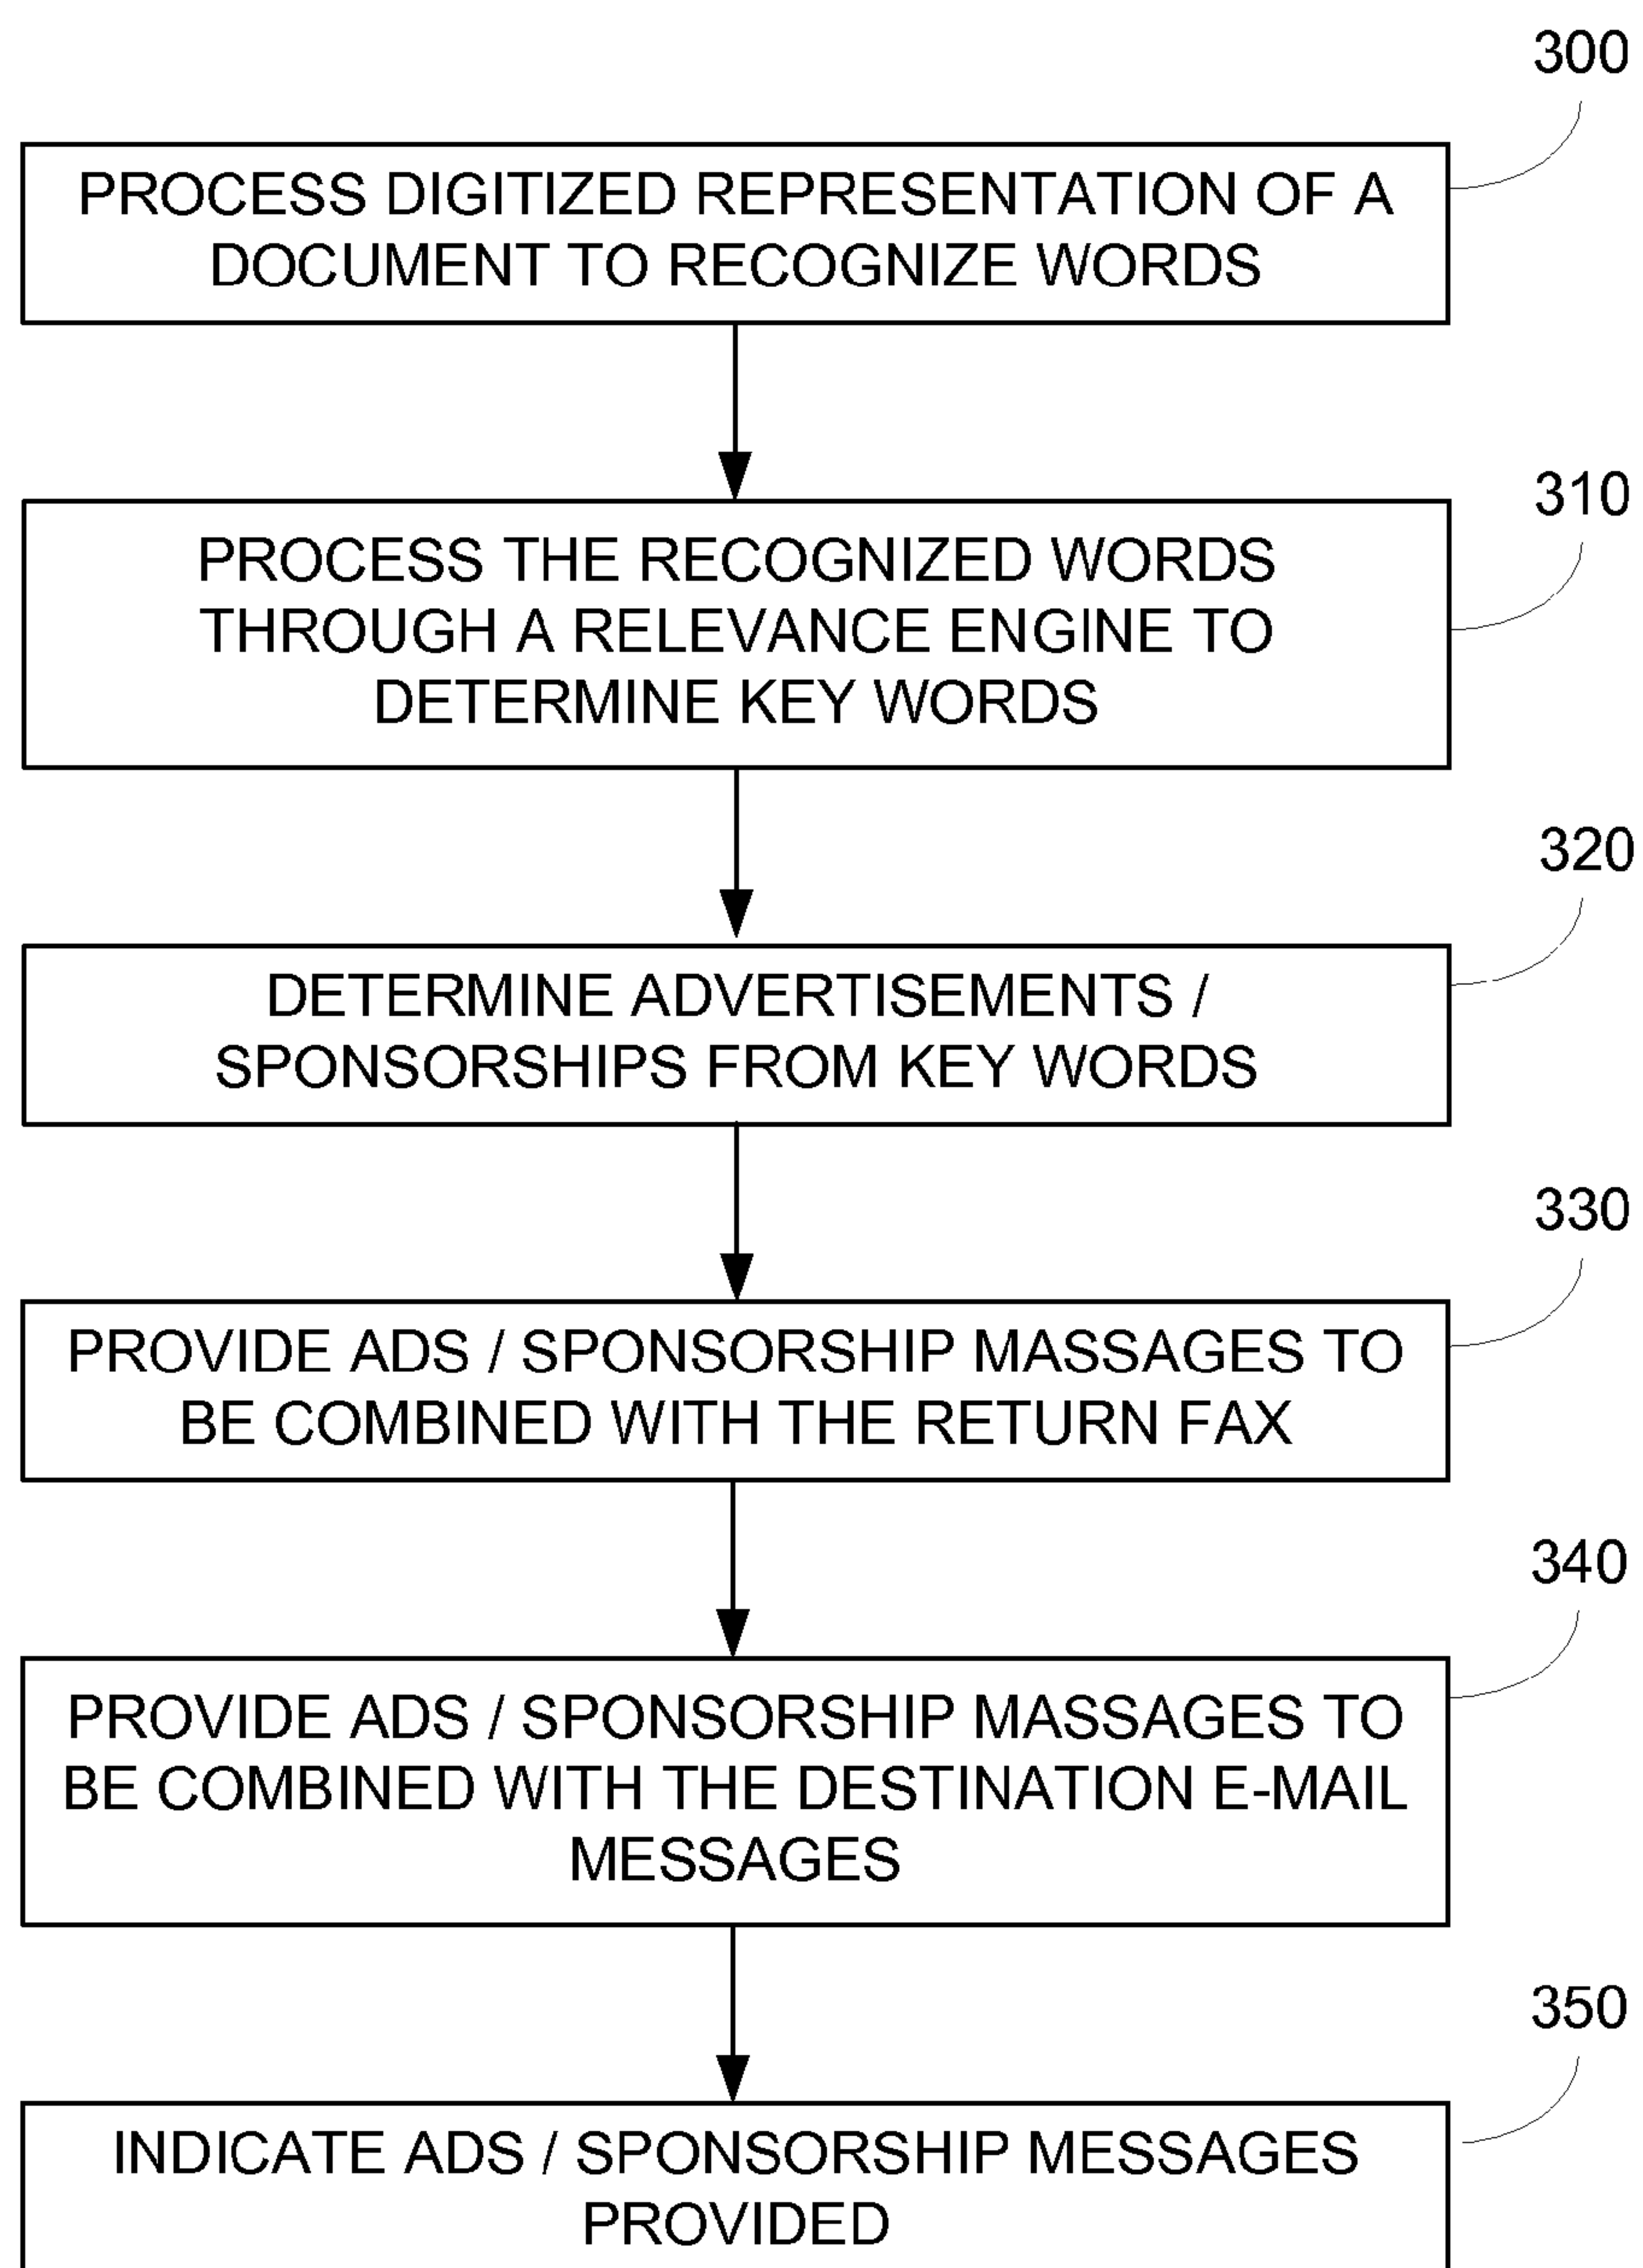 300
PROCESS DIGITIZED REPRESENTATION OF A
DOCUMENT TO RECOGNIZE WORDS
310
PROCESS THE RECOGNIZED WORDS
THROUGH A RELEVANCE ENGINE TO
DETERMINE KEY WORDS
320
DETERMINE ADVERTISEMENTS /
SPONSORSHIPS FROM KEY WORDS
330
PROVIDE ADS / SPONSORSHIP MASSAGES TO
BE COMBINED WITH THE RETURN FAX
340
PROVIDE ADS / SPONSORSHIP MASSAGES TO
BE COMBINED WITH THE DESTINATION E-MAIL
MESSAGES
350
INDICATE ADS / SPONSORSHIP MESSAGES
PROVIDED